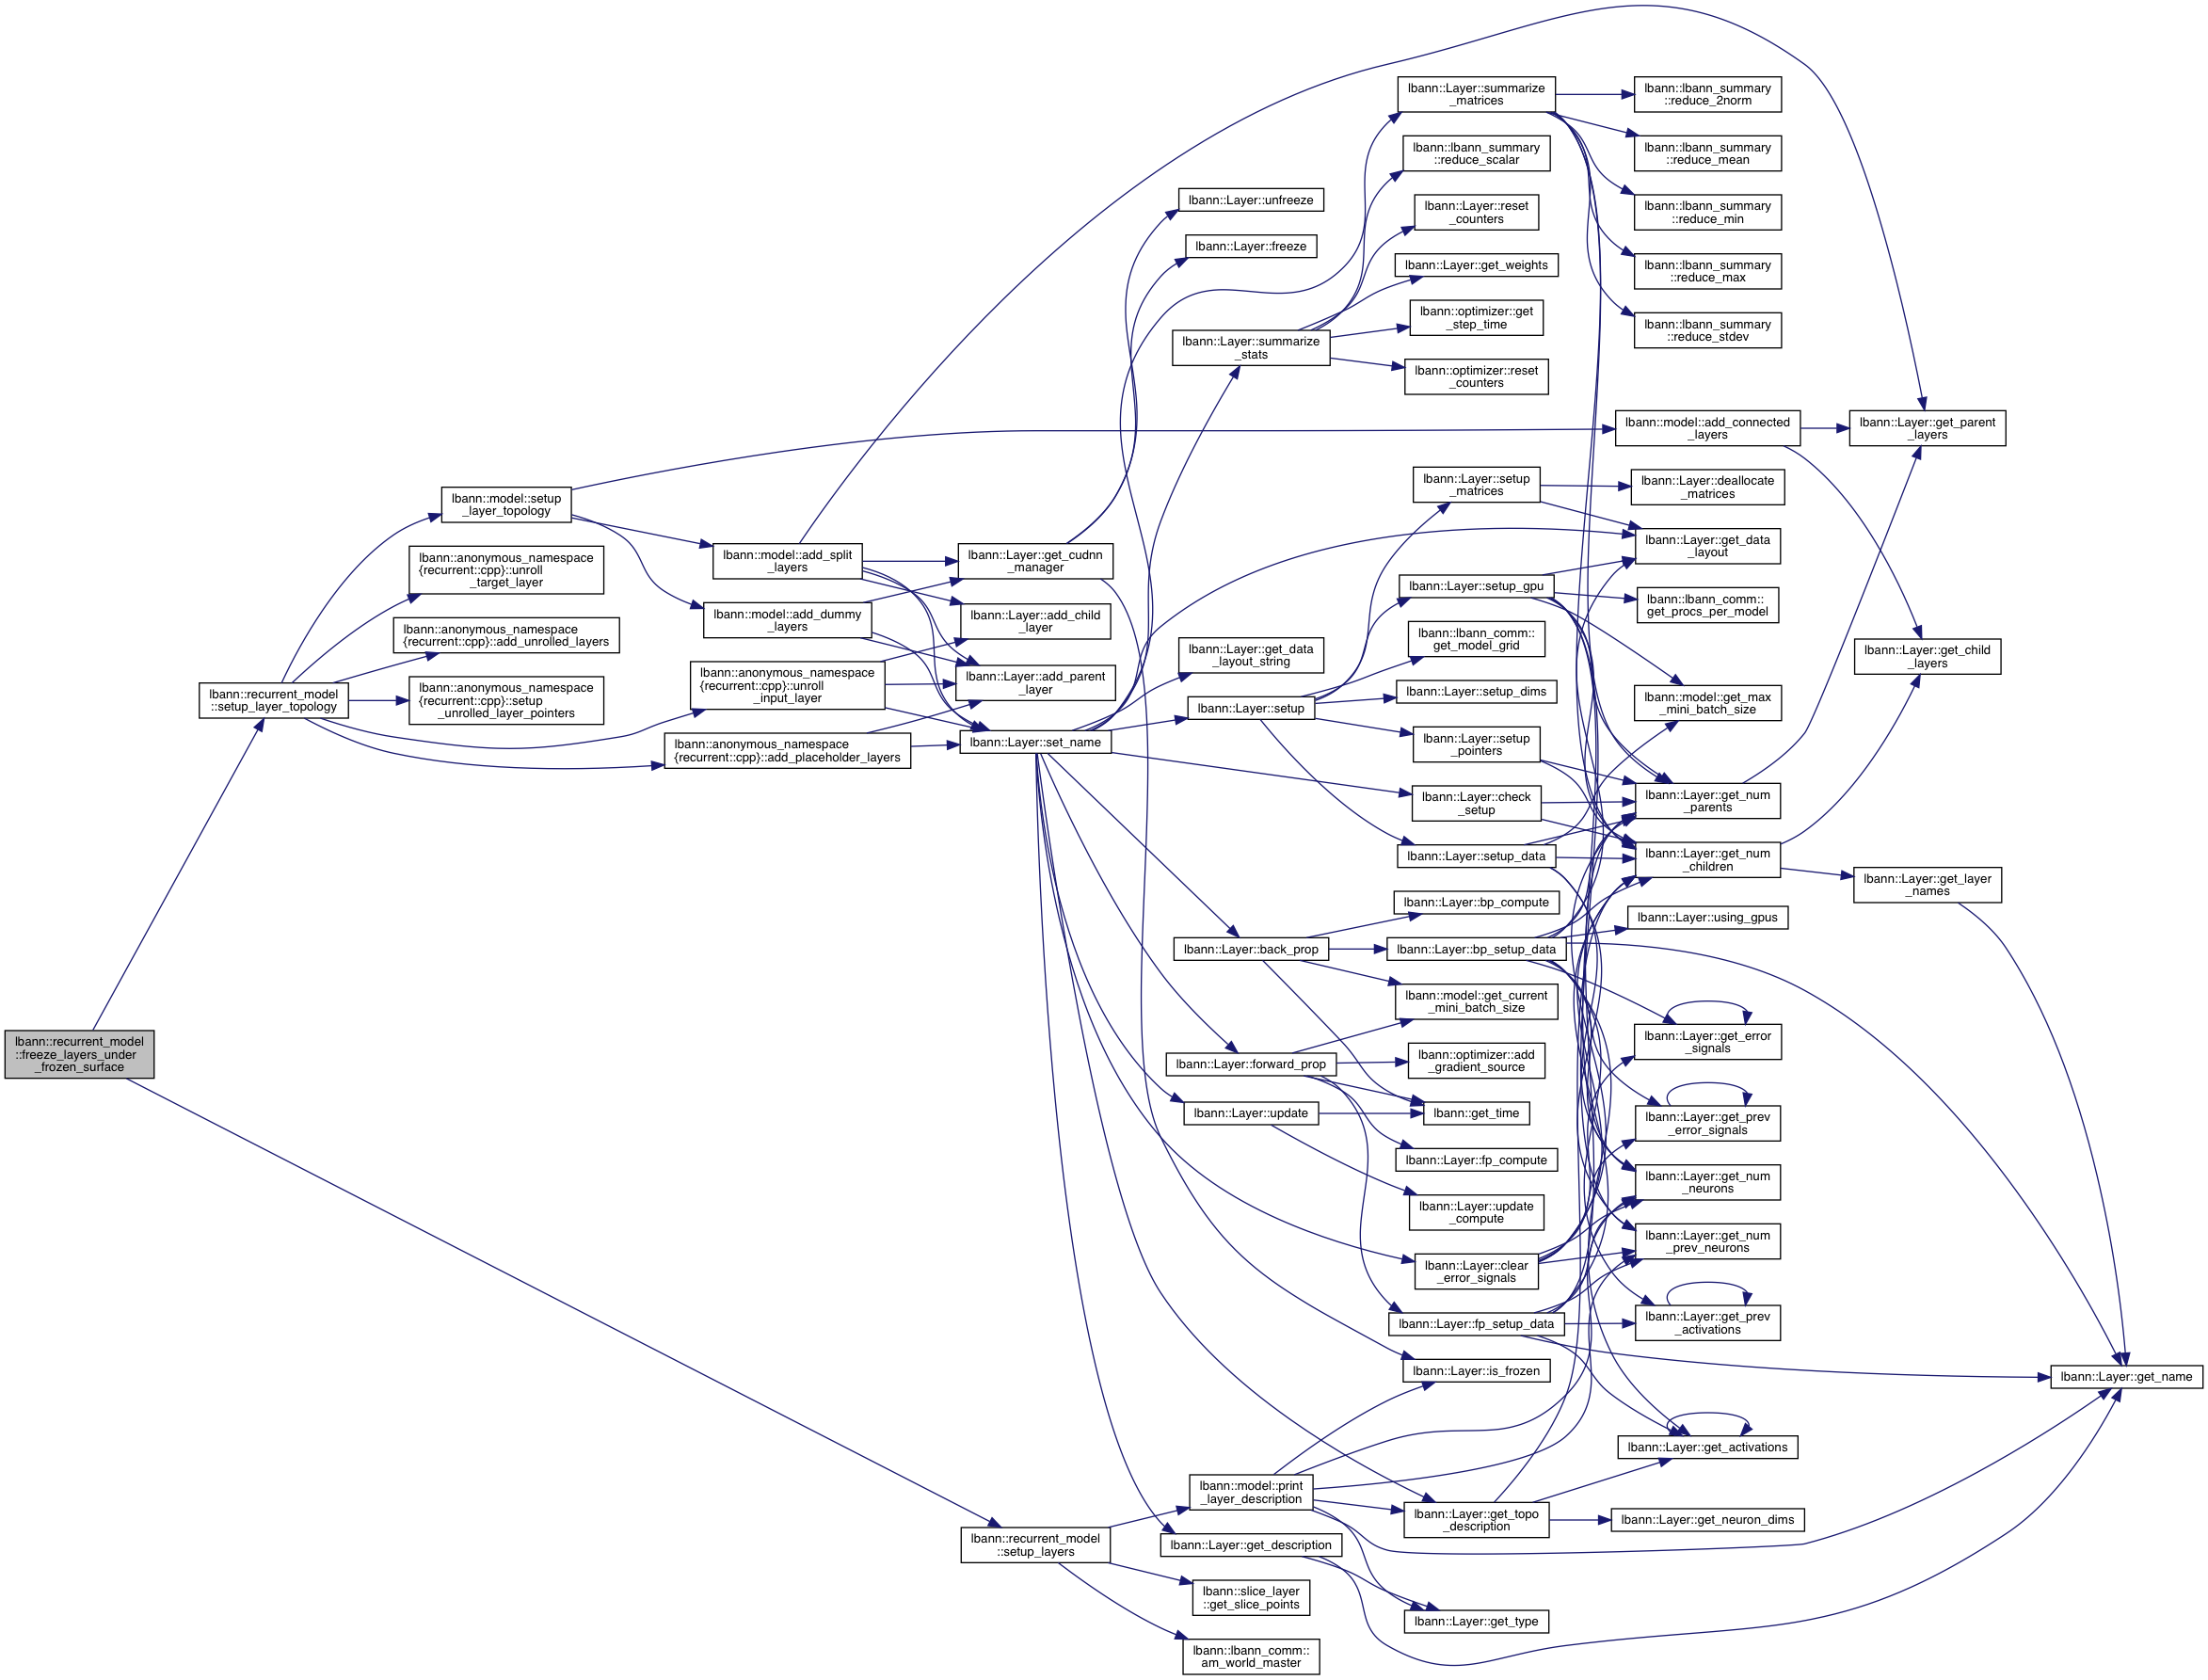 lbann::recurrent_model
::freeze_layers_under
_frozen_surface
lbann::recurrent_model
::setup_layer_topology
lbann::model::setup
_layer_topology
lbann::anonymous_namespace
{recurrent::cpp}::unroll
_target_layer
lbann::anonymous_namespace
{recurrent::cpp}::add_unrolled_layers
lbann::anonymous_namespace
{recurrent::cpp}::setup
_unrolled_layer_pointers
lbann::model::add_split
_layers
lbann::model::add_dummy
_layers
lbann::anonymous_namespace
{recurrent::cpp}::unroll
_input_layer
lbann::anonymous_namespace
{recurrent::cpp}::add_placeholder_layers
lbann::Layer::get_cudnn
_manager
lbann::Layer::add_child
_layer
lbann::Layer::add_parent
_layer
lbann::Layer::set_name
lbann::recurrent_model
::setup_layers
lbann::Layer::unfreeze
lbann::Layer::freeze
lbann::Layer::summarize
_stats
lbann::Layer::get_data
_layout_string
lbann::Layer::setup
lbann::Layer::back_prop
lbann::Layer::forward_prop
lbann::Layer::update
lbann::model::print
_layer_description
lbann::Layer::get_description
lbann::slice_layer
::get_slice_points
lbann::lbann_comm::
am_world_master
lbann::Layer::summarize
_matrices
lbann::lbann_summary
::reduce_scalar
lbann::Layer::reset
_counters
lbann::Layer::get_weights
lbann::optimizer::get
_step_time
lbann::optimizer::reset
_counters
lbann::Layer::setup
_matrices
lbann::Layer::setup_gpu
lbann::lbann_comm::
get_model_grid
lbann::Layer::setup_dims
lbann::Layer::setup
_pointers
lbann::Layer::check
_setup
lbann::Layer::setup_data
lbann::Layer::bp_compute
lbann::Layer::bp_setup_data
lbann::model::get_current
_mini_batch_size
lbann::optimizer::add
_gradient_source
lbann::get_time
lbann::Layer::fp_compute
lbann::Layer::update
_compute
lbann::Layer::clear
_error_signals
lbann::Layer::fp_setup_data
lbann::Layer::is_frozen
lbann::Layer::get_topo
_description
lbann::Layer::get_type
lbann::lbann_summary
::reduce_2norm
lbann::lbann_summary
::reduce_mean
lbann::lbann_summary
::reduce_min
lbann::lbann_summary
::reduce_max
lbann::lbann_summary
::reduce_stdev
lbann::model::add_connected
_layers
lbann::Layer::deallocate
_matrices
lbann::Layer::get_data
_layout
lbann::lbann_comm::
get_procs_per_model
lbann::model::get_max
_mini_batch_size
lbann::Layer::get_num
_parents
lbann::Layer::get_num
_children
lbann::Layer::using_gpus
lbann::Layer::get_error
_signals
lbann::Layer::get_prev
_error_signals
lbann::Layer::get_num
_neurons
lbann::Layer::get_num
_prev_neurons
lbann::Layer::get_prev
_activations
lbann::Layer::get_activations
lbann::Layer::get_neuron_dims
lbann::Layer::get_parent
_layers
lbann::Layer::get_child
_layers
lbann::Layer::get_layer
_names
lbann::Layer::get_name